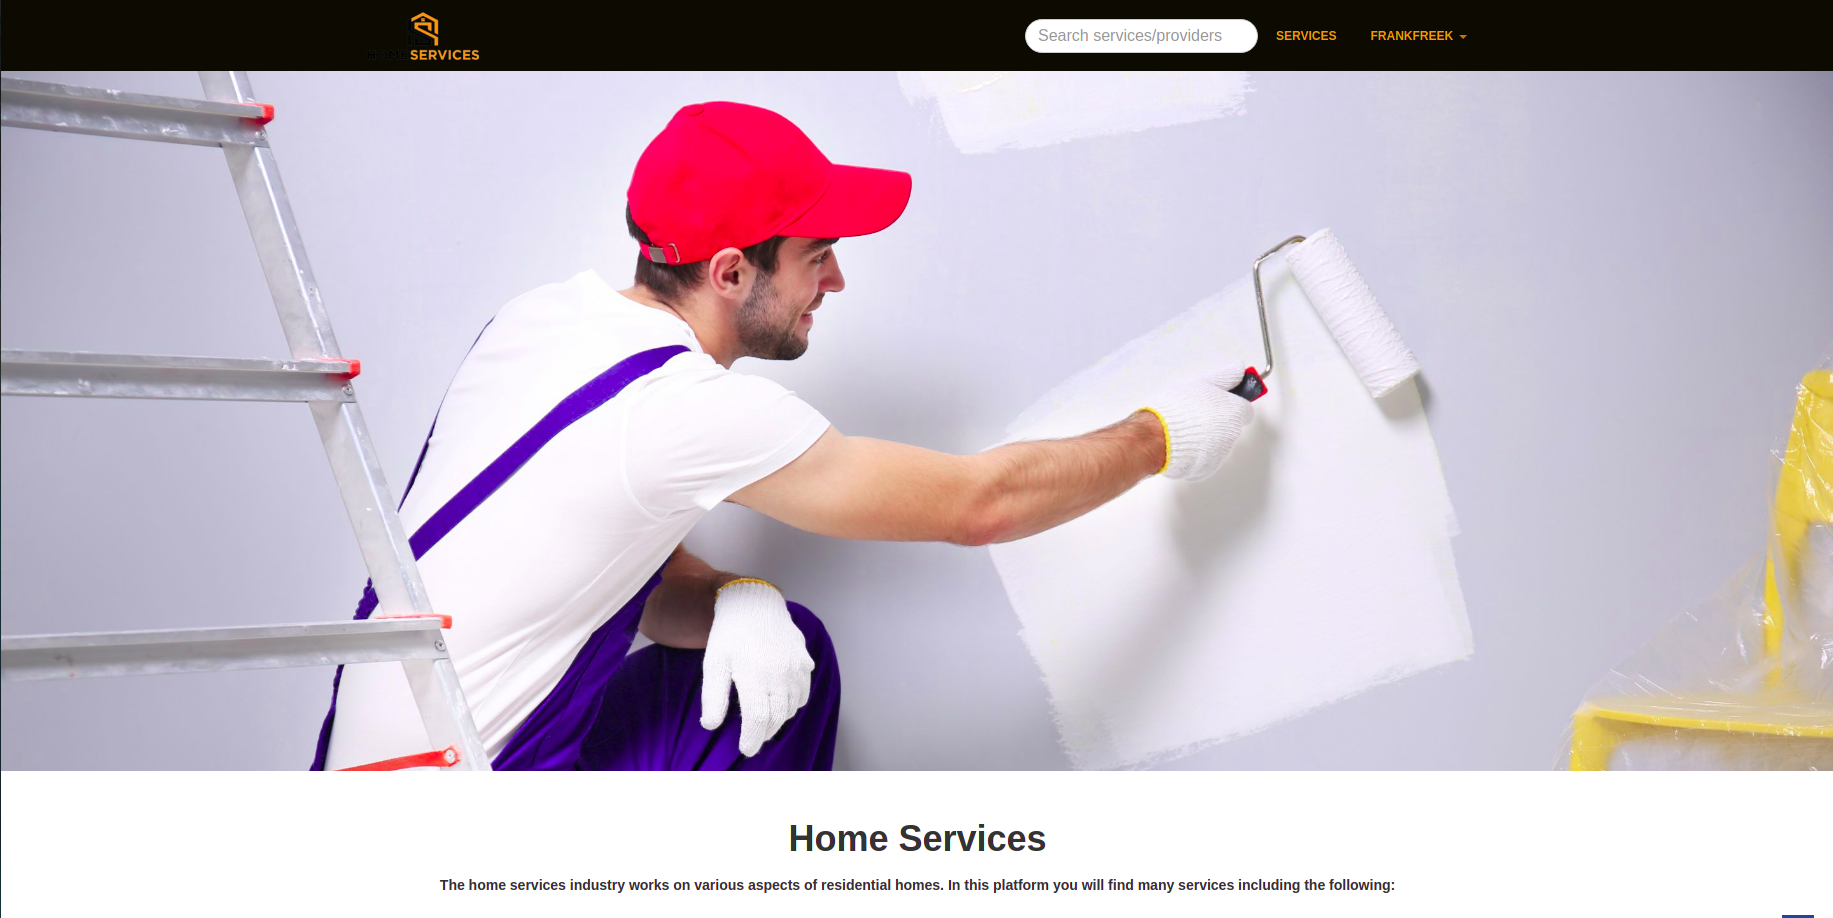 HOME SERVICES
Search services/providers
SERVICES
FRANKFREEK
Home Services
The home services industry works on various aspects of residential homes. In this platform you will find many services including the following: